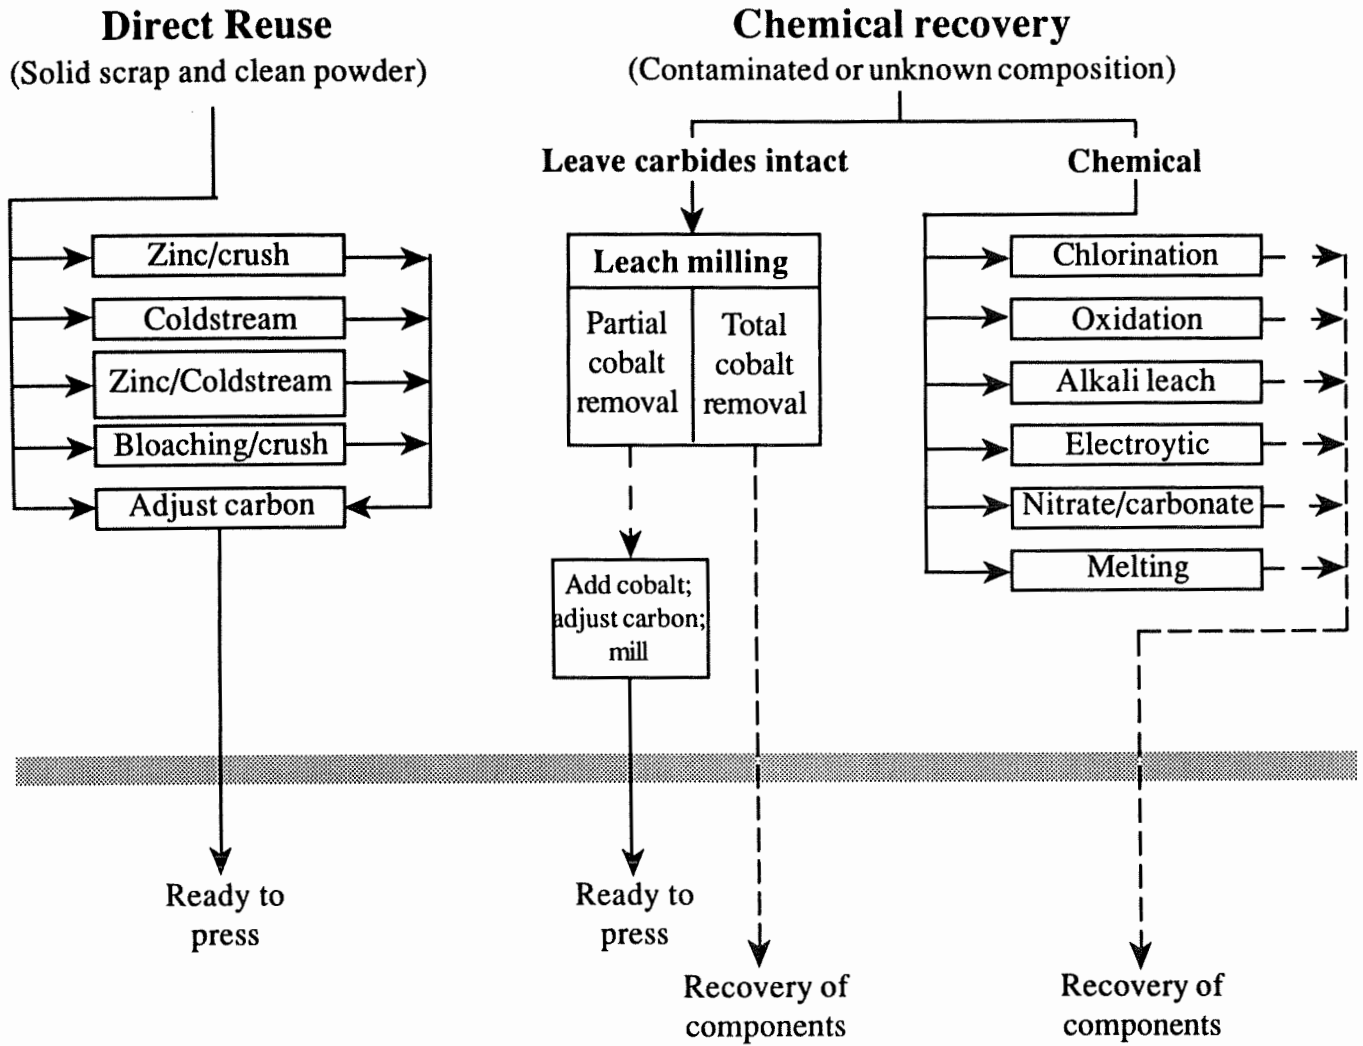 Direct Reuse
(Solid scrap and clean powder)
Zinc/crush
Coldstream
Zinc/Coldstream
Bloaching/crush
Adjust carbon
Ready to
press
Chemical recovery
(Contaminated or unknown composition)
Leave carbides intact
Leach milling
Partial
cobalt
removal
Total
cobalt
removal
Add cobalt;
adjust carbon;
mill
Ready to
press
Recovery of
components
Chemical
Chlorination
Oxidation
Alkali leach
Electroytic
Nitrate/carbonate
Melting
Recovery of
components